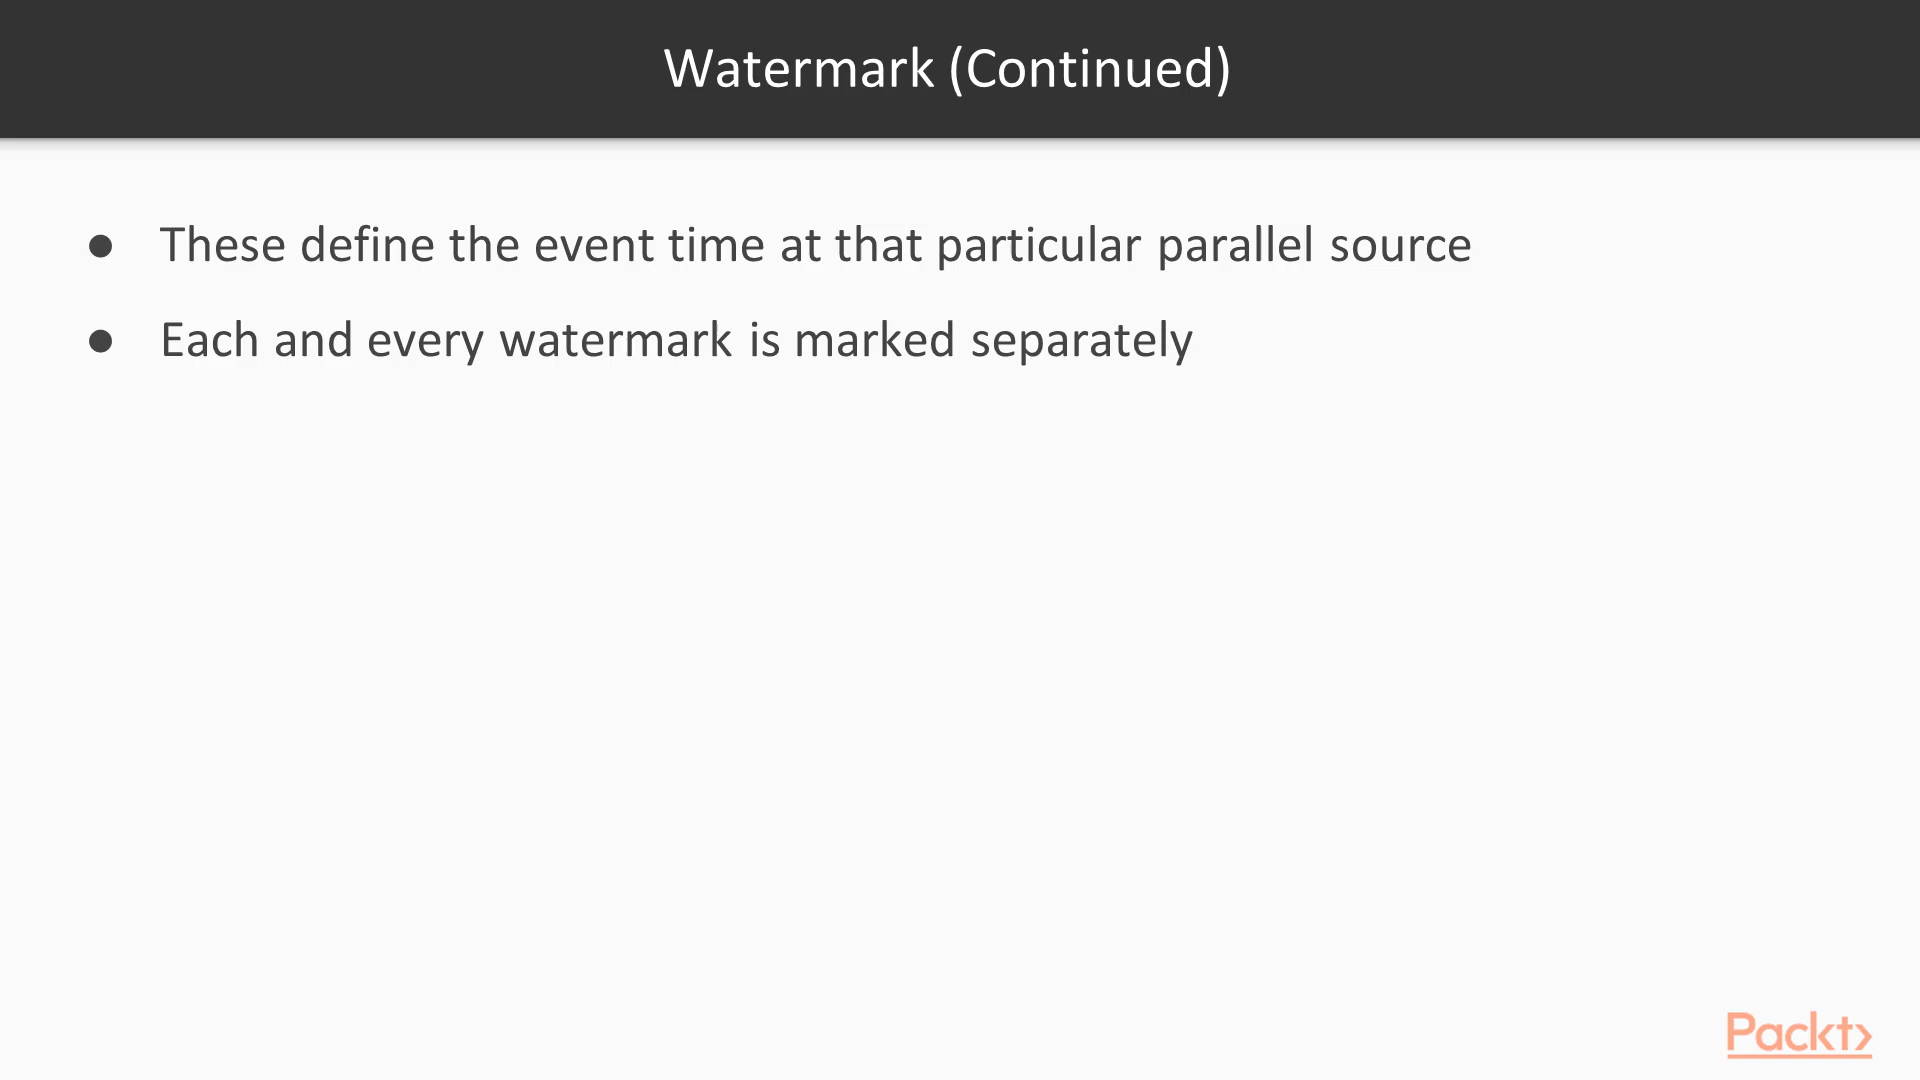 Watermark (Continued)
● These define the event time at that particular parallel source
● Each and every watermark is marked separately
Packt>